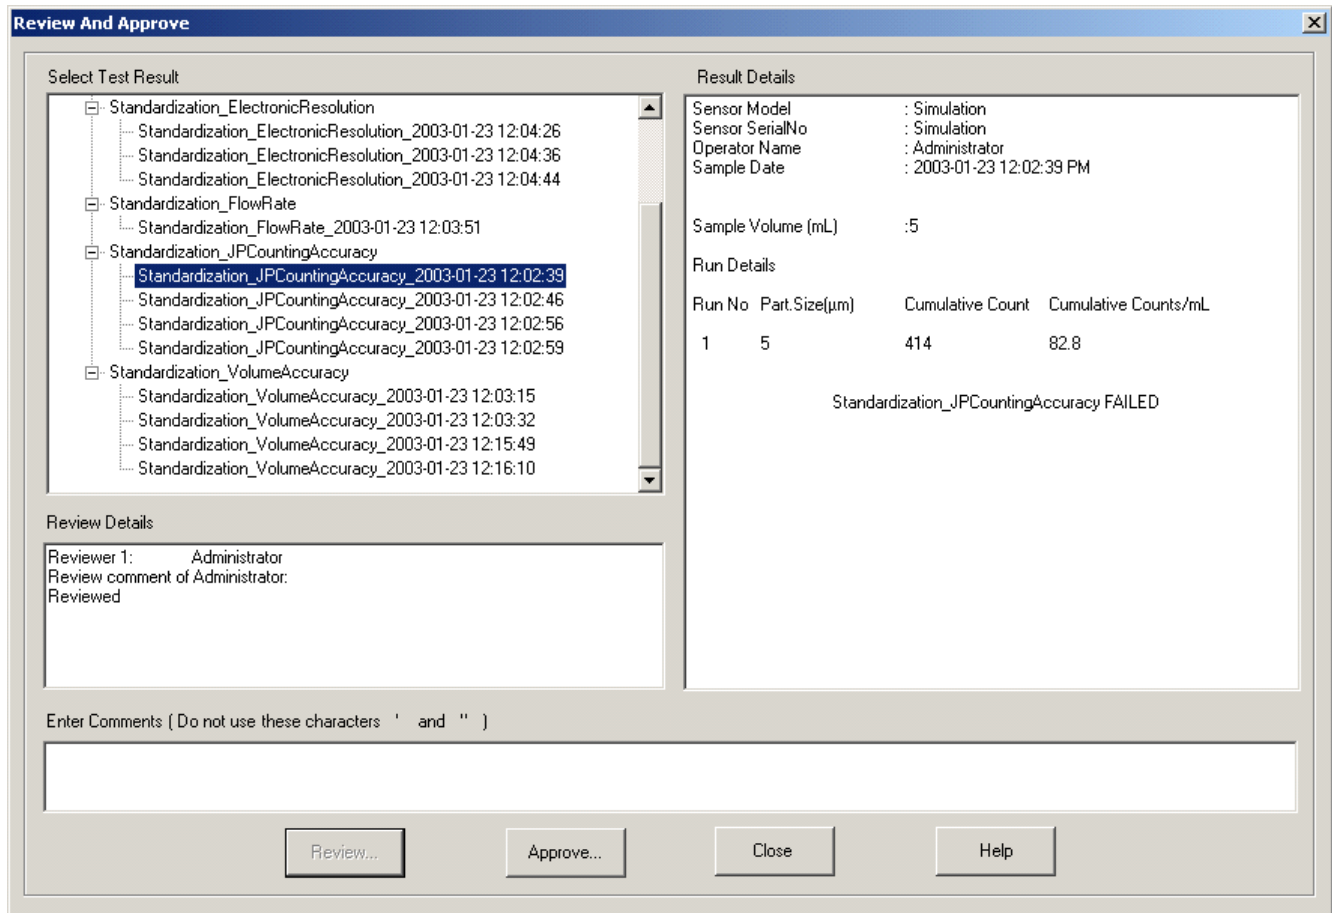 Review And Approve
Select Test Result
Standardization_ElectronicResolution
Standardization_ElectronicResolution_2003-01-23 12:04:26
Standardization_ElectronicResolution_2003-01-23 12:04:36
Standardization_ElectronicResolution_2003-01-23 12:04:44
Standardization_FlowRate
Standardization_FlowRate_2003-01-23 12:03:51
Standardization_JPCountingAccuracy
Standardization_JPCountingAccuracy_2003-01-23 12:02:39
Standardization_JPCountingAccuracy_2003-01-23 12:02:46
Standardization_JPCountingAccuracy_2003-01-23 12:02:56
Standardization_JPCountingAccuracy_2003-01-23 12:02:59
Standardization_VolumeAccuracy
Standardization_VolumeAccuracy_2003-01-23 12:03:15
Standardization_VolumeAccuracy_2003-01-23 12:03:32
Standardization_VolumeAccuracy_2003-01-23 12:15:49
Standardization_VolumeAccuracy_2003-01-23 12:16:10
Result Details
Sensor Model : Simulation
Sensor SerialNo : Simulation
Operator Name : Administrator
Sample Date : 2003-01-23 12:02:39 PM
Sample Volume (mL) :5
Run Details
Run No Part.Size(µm) Cumulative Count Cumulative Counts/mL
1 5 414 82.8
Standardization_JPCountingAccuracy FAILED
Review Details
Reviewer 1: Administrator
Review comment of Administrator:
Reviewed
Enter Comments ( Do not use these characters ' and " )
Review...
Approve...
Close
Help